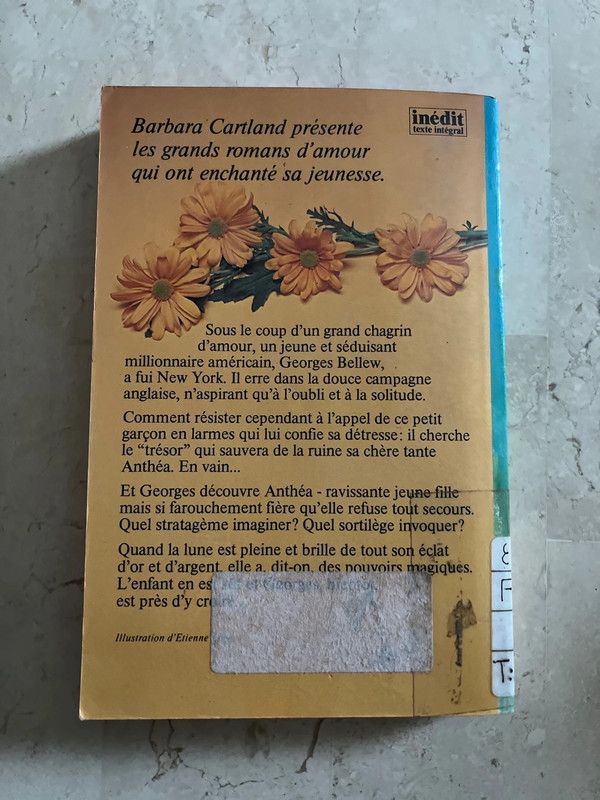 Barbara Cartland présente
les grands romans d'amour
qui ont enchanté sa jeunesse.
inédit
texte intégral
Sous le coup d'un grand chagrin
d'amour, un jeune et séduisant
millionnaire américain, Georges Bellew,
a fui New York. Il erre dans la douce campagne
anglaise, n'aspirant qu'à l'oubli et à la solitude.
Comment résister cependant à l'appel de ce petit
garçon en larmes qui lui confie sa détresse: il cherche
le “trésor” qui sauvera de la ruine sa chère tante
Anthéa. En vain...
Et Georges découvre Anthéa - ravissante jeune fille
mais si farouchement fière qu'elle refuse tout secours.
Quel stratagème imaginer? Quel sortilège invoquer?
Quand la lune est pleine et brille de tout son éclat
d'or et d'argent, elle a, dit-on, des pouvoirs magiques.
L'enfant en est sûr et Georges, bientôt,
est près d'y croire
Illustration d'Etienne